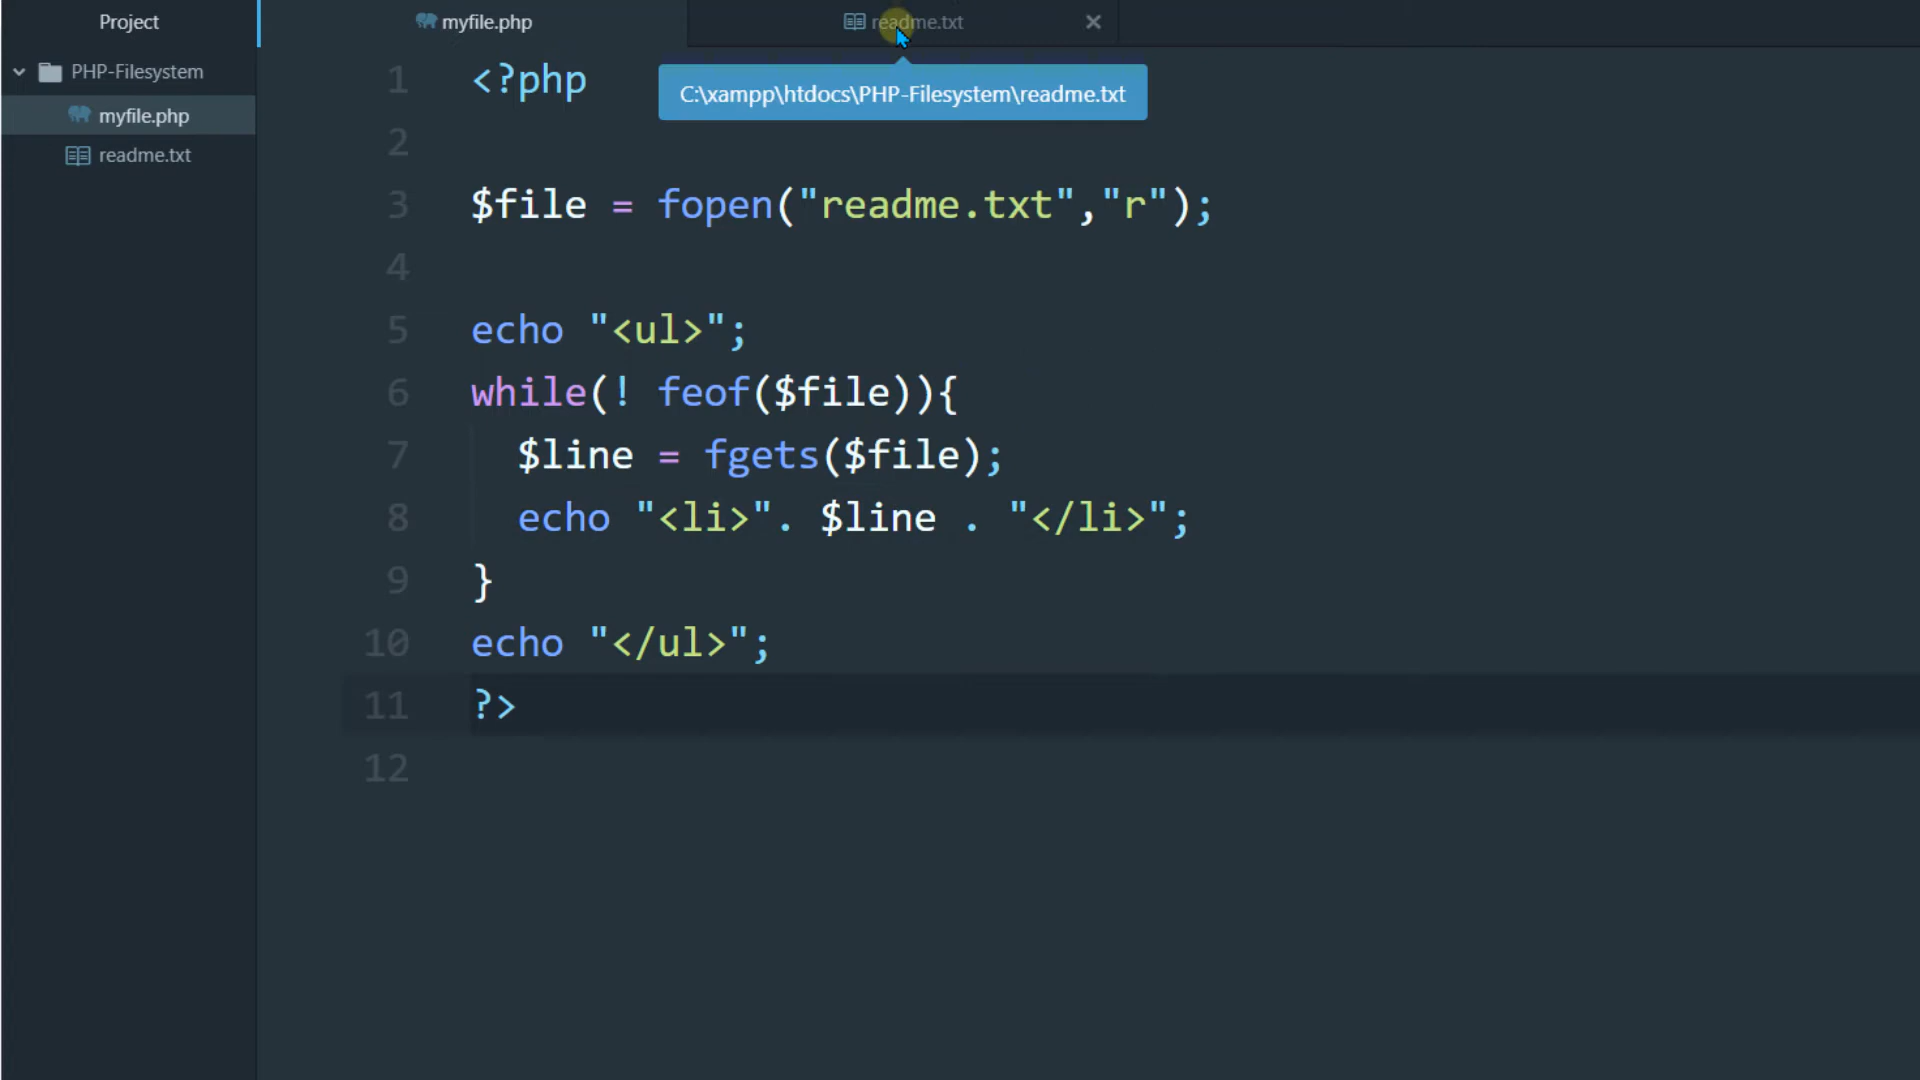 Project
myfile.php
readme.txt
PHP-Filesystem
myfile.php
readme.txt
C:\xampp\htdocs\PHP-Filesystem\readme.txt
1 <?php
2
3 $file = fopen("readme.txt","r");
4
5 echo "<ul>";
6 while(! feof($file)){
7 $line = fgets($file);
8 echo "<li>". $line . "</li>";
9 }
10 echo "</ul>";
11 ?>
12